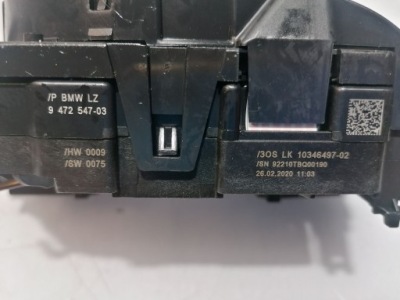 /P BMW LZ
9 472 547-03
/HW 0009
/SW 0075
/3OS LK 10346497-02
/SN 92210TBQ00190
26.02.2020 11:03